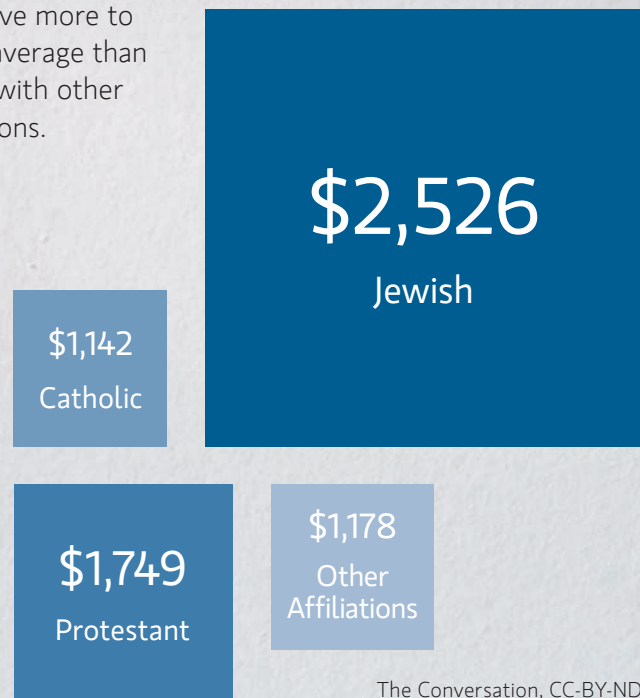 ve more to
average than
with other
ons.
$2,526
Jewish
$1,142
Catholic
$1,749
Protestant
$1,178
Other
Affiliations
The Conversation, CC-BY-ND